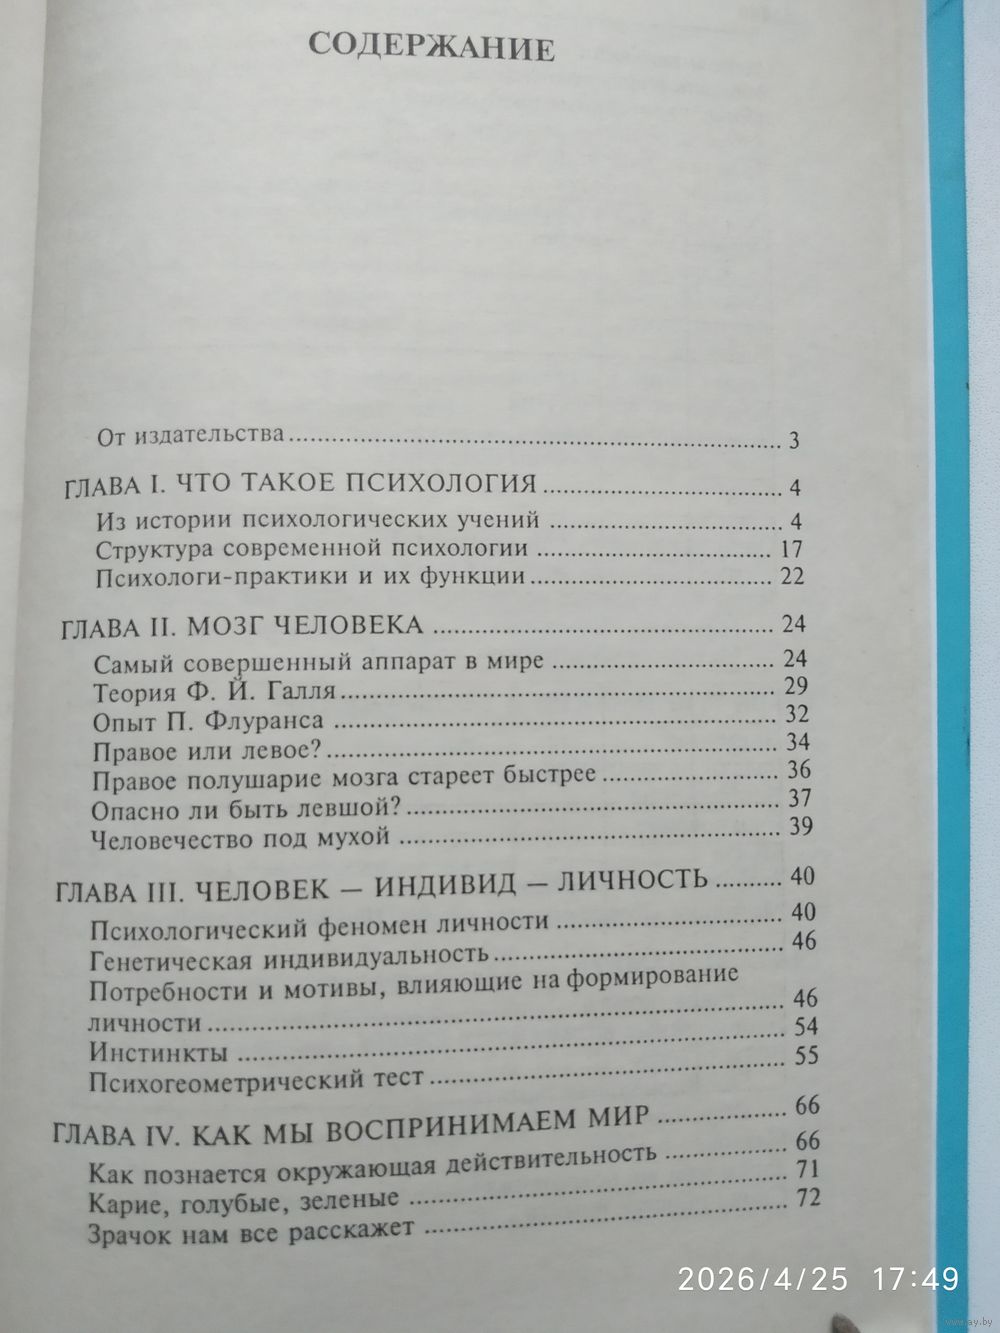 СОДЕРЖАНИЕ
От издательства.......... 3
ГЛАВА I. ЧТО ТАКОЕ ПСИХОЛОГИЯ.......... 4
Из истории психологических учений .......... 4
Структура современной психологии .......... 17
Психологи-практики и их функции.......... 22
ГЛАВА II. МОЗГ ЧЕЛОВЕКА .......... 24
Самый совершенный аппарат в мире .......... 24
Теория Ф. Й. Галля.......... 29
Опыт П. Флуранса .......... 32
Правое или левое?.......... 34
Правое полушарие мозга стареет быстрее .......... 36
Опасно ли быть левшой?.......... 37
Человечество под мухой .......... 39
ГЛАВА III. ЧЕЛОВЕК — ИНДИВИД — ЛИЧНОСТЬ .......... 40
Психологический феномен личности .......... 40
Генетическая индивидуальность.......... 46
Потребности и мотивы, влияющие на формирование
личности .......... 46
Инстинкты .......... 54
Психогеометрический тест .......... 55
ГЛАВА IV. КАК МЫ ВОСПРИНИМАЕМ МИР .......... 66
Как познается окружающая действительность .......... 66
Карие, голубые, зеленые .......... 71
Зрачок нам все расскажет .......... 72
2026/4/25 17:49
www.ay.by